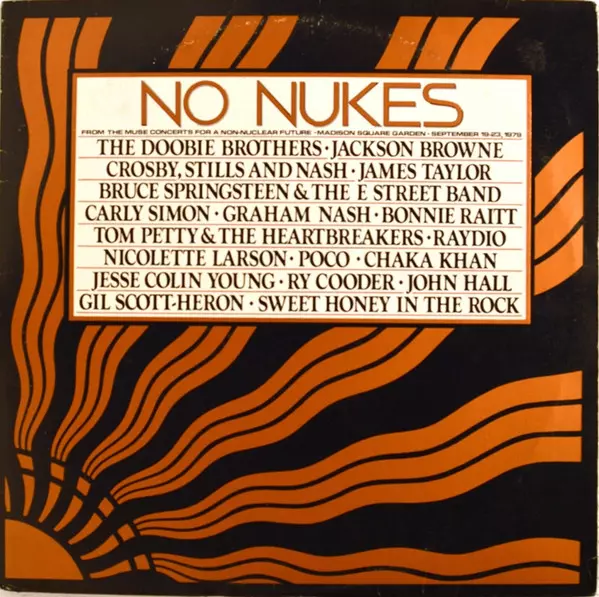 NO NUKES
FROM THE MUSE CONCERTS FOR A NON-NUCLEAR FUTURE - MADISON SQUARE GARDEN - SEPTEMBER 19-23, 1979
THE DOOBIE BROTHERS · JACKSON BROWNE
CROSBY, STILLS AND NASH · JAMES TAYLOR
BRUCE SPRINGSTEEN & THE E STREET BAND
CARLY SIMON · GRAHAM NASH · BONNIE RAITT
TOM PETTY & THE HEARTBREAKERS · RAYDIO
NICOLETTE LARSON · POCO · CHAKA KHAN
JESSE COLIN YOUNG · RY COODER · JOHN HALL
GIL SCOTT-HERON · SWEET HONEY IN THE ROCK